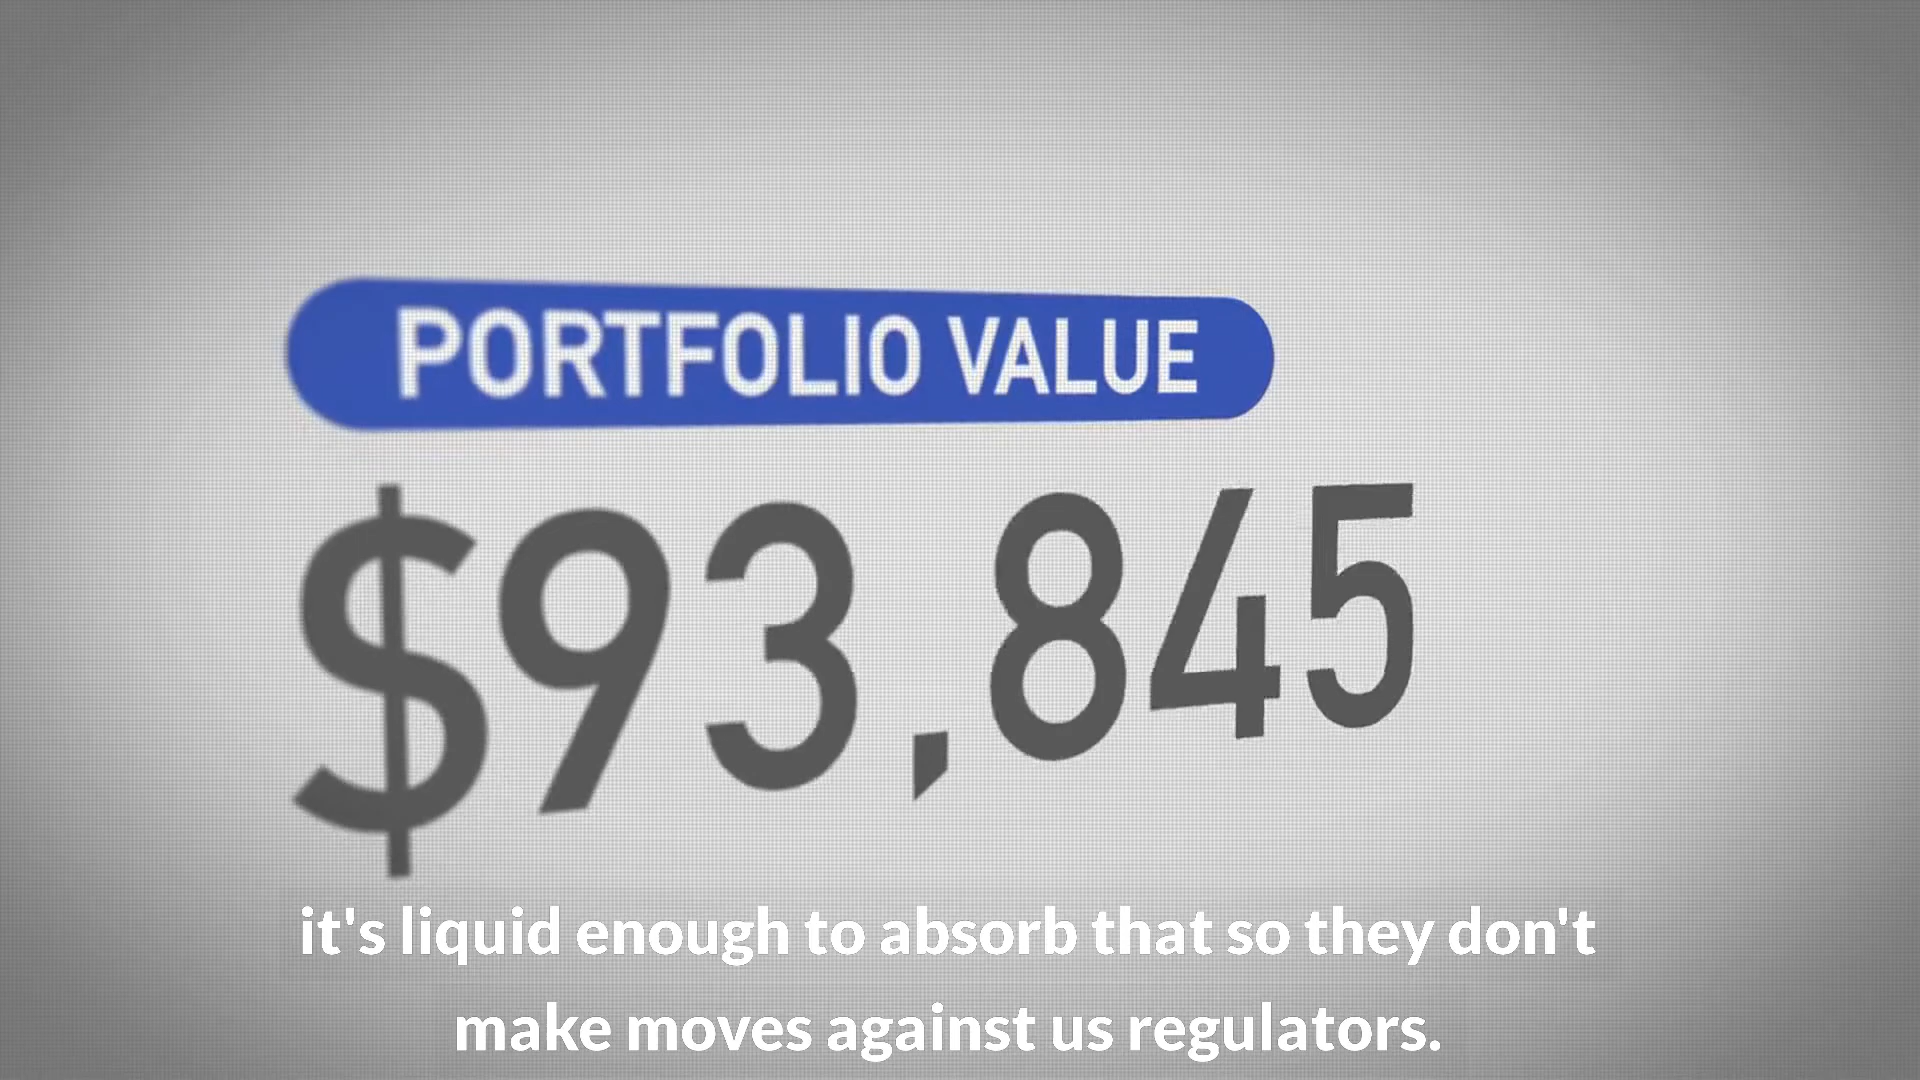 PORTFOLIO VALUE
$93,845
it's liquid enough to absorb that so they don't
make moves against us regulators.